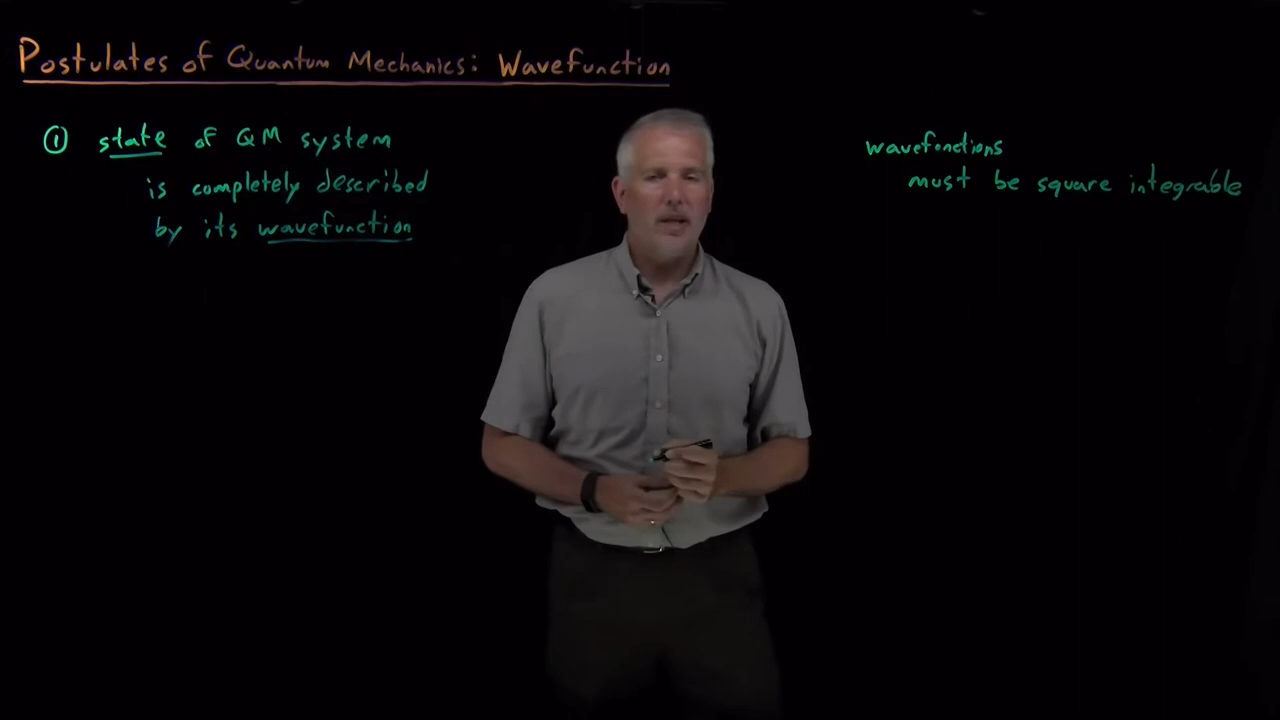 Postulates of Quantum Mechanics: Wavefunction
① state of QM system
is completely described
by its wavefunction
wavefunctions
must be square integrable